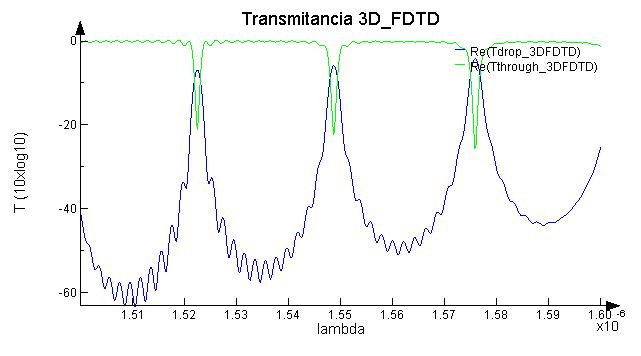 Transmitancia 3D_FDTD
Re(Tdrop_3DFDTD)
Re(Tthrough_3DFDTD)
T (10xlog10)
0
-20
-40
-60
1.51 1.52 1.53 1.54 1.55 1.56 1.57 1.58 1.59 1.60
lambda
x10 -6